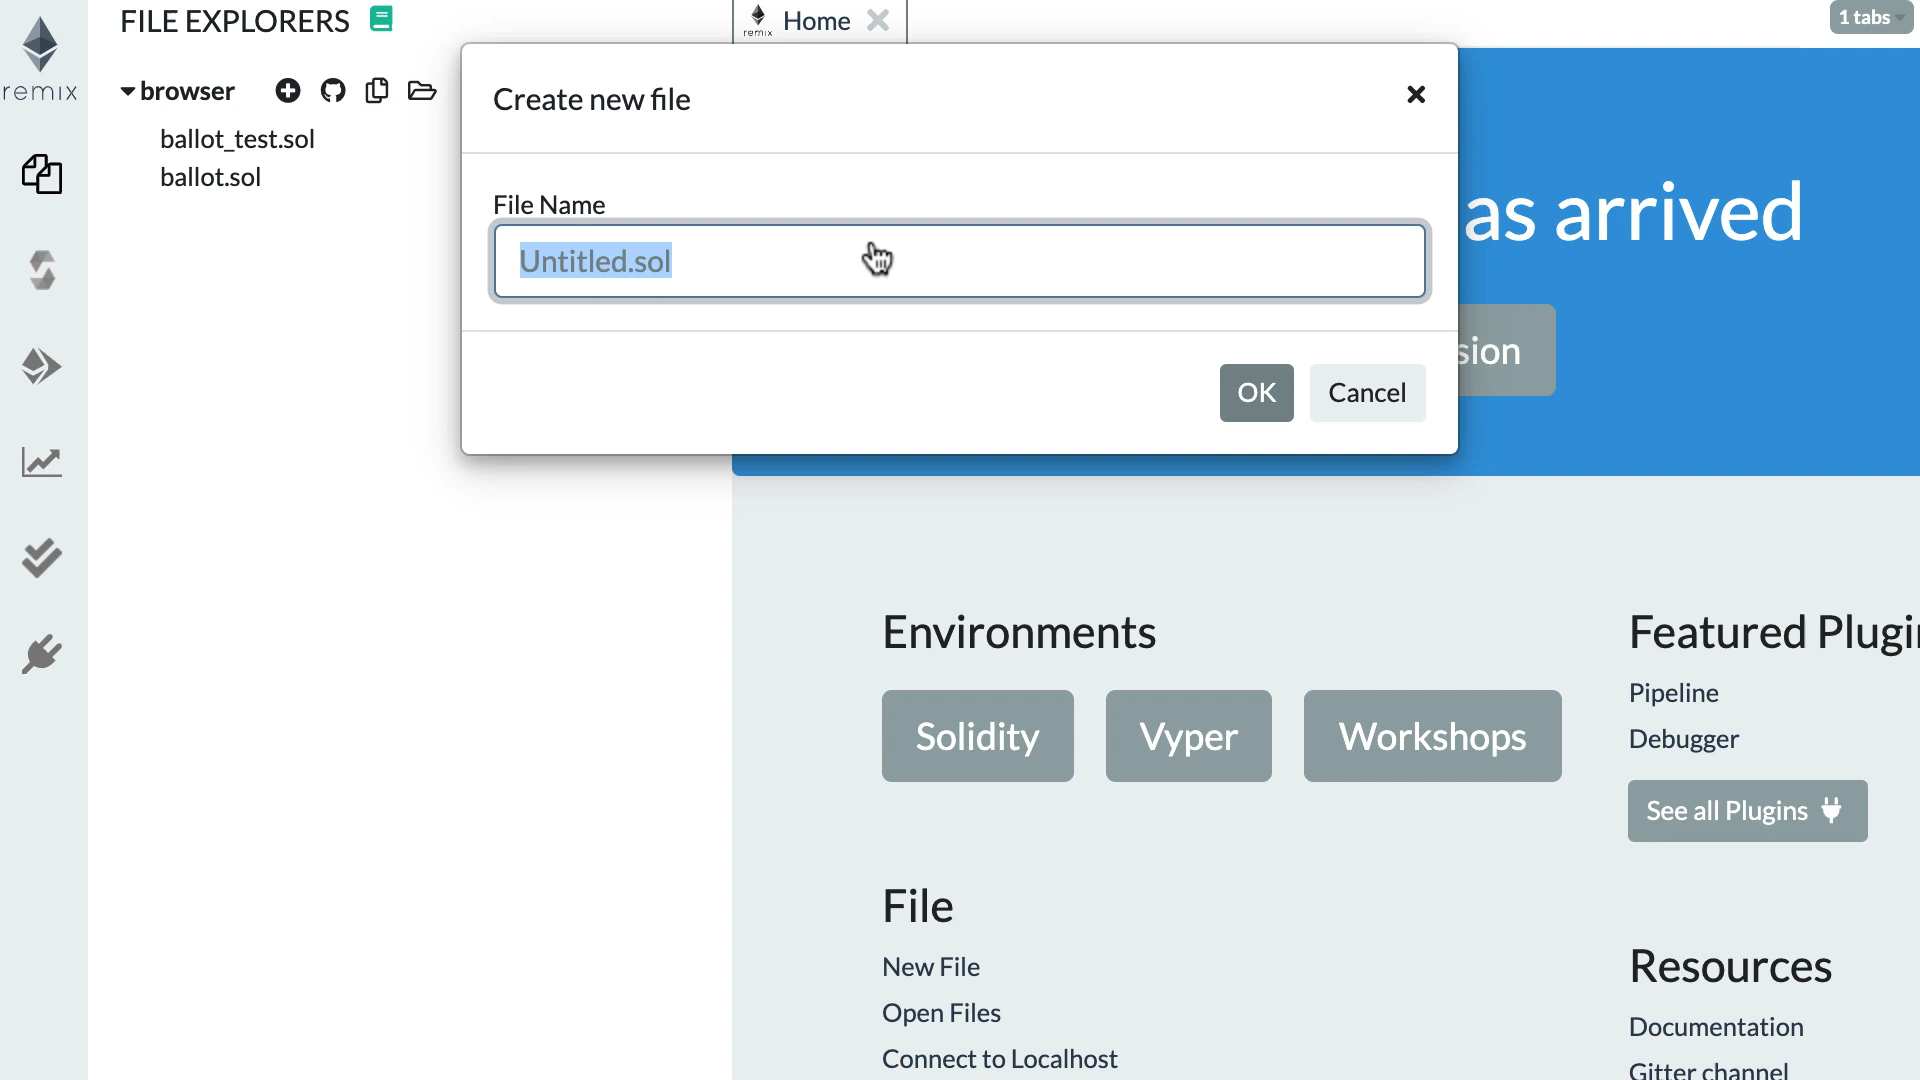 FILE EXPLORERS
remix
Home
1 tabs
remix
browser
ballot_test.sol
ballot.sol
Create new file
File Name
Untitled.sol
OK
Cancel
as arrived
sion
Environments
Solidity
Vyper
Workshops
Featured Plugin
Pipeline
Debugger
See all Plugins
File
New File
Open Files
Connect to Localhost
Resources
Documentation
Gitter channel